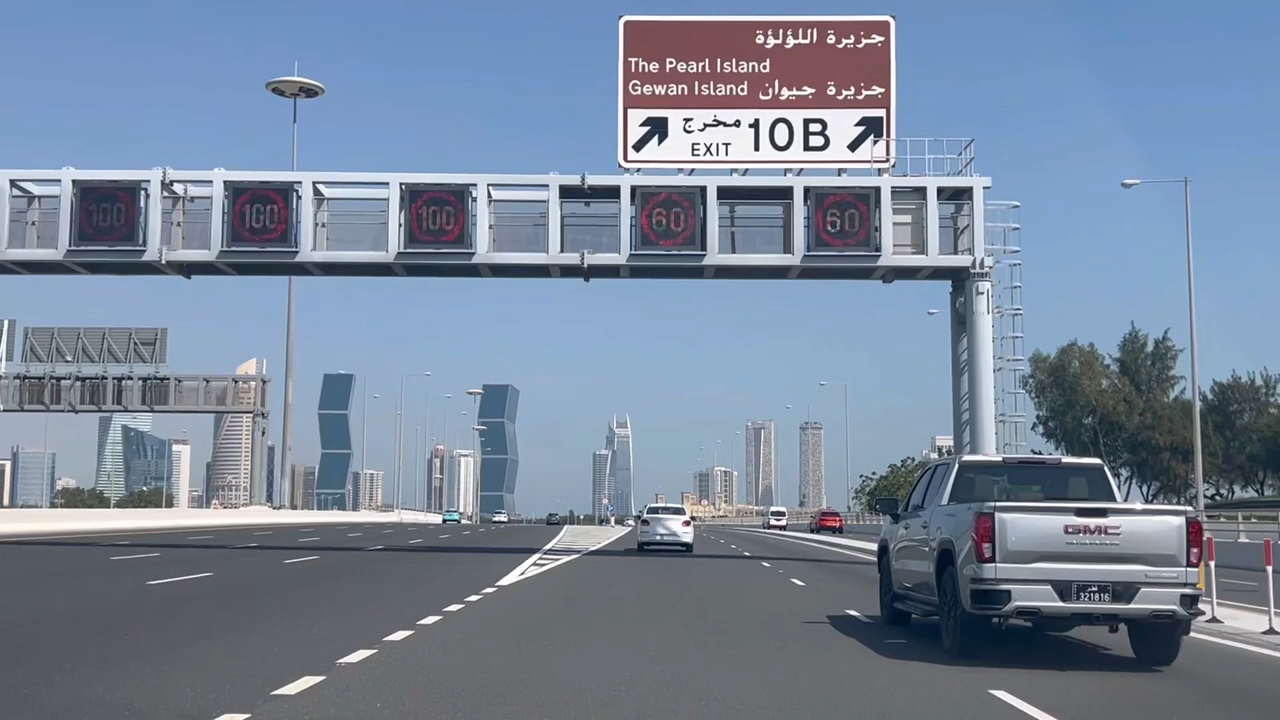 جزيرة اللؤلؤة
The Pearl Island
Gewan Island جزيرة جيوان
مخرج
EXIT 10B
100 100 100 60 60
GMC
قطر
321816